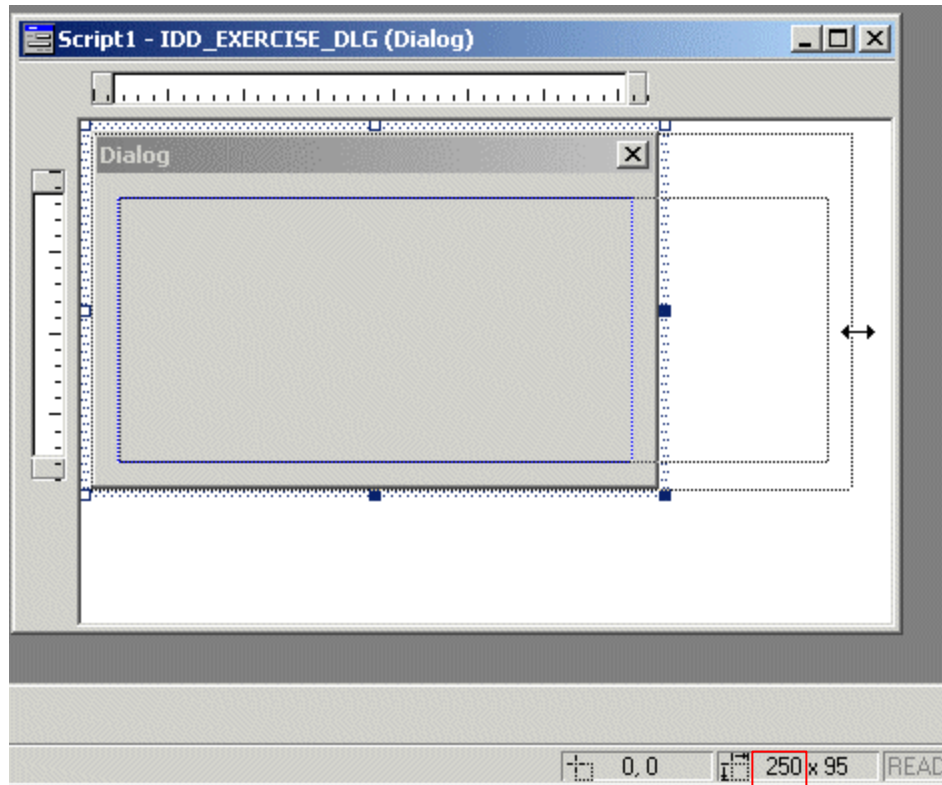 Script1 - IDD_EXERCISE_DLG (Dialog)
Dialog
0, 0 250 x 95 READ